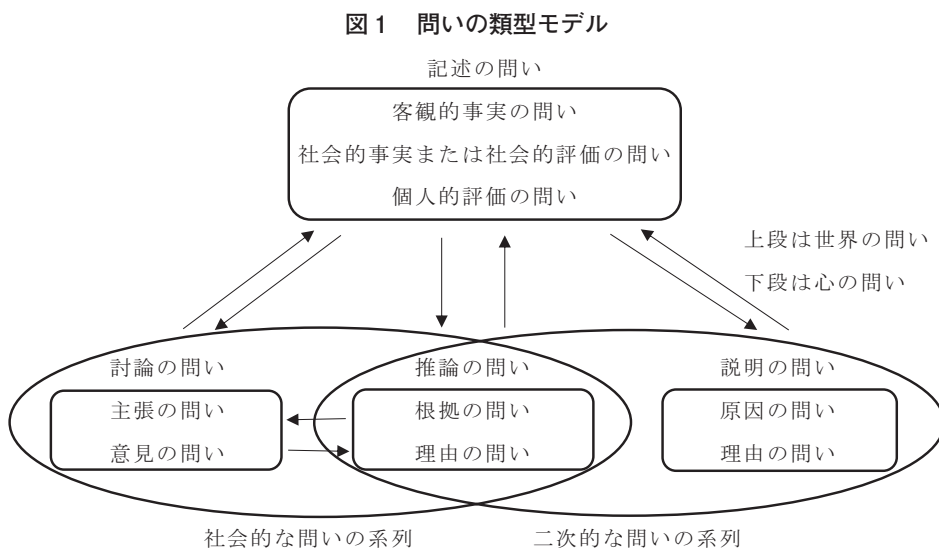 図1 問いの類型モデル
記述の問い
客観的事実の問い
社会的事実または社会的評価の問い
個人的評価の問い
上段は世界の問い
下段は心の問い
討論の問い
主張の問い
意見の問い
推論の問い
根拠の問い
理由の問い
説明の問い
原因の問い
理由の問い
社会的な問いの系列
二次的な問いの系列